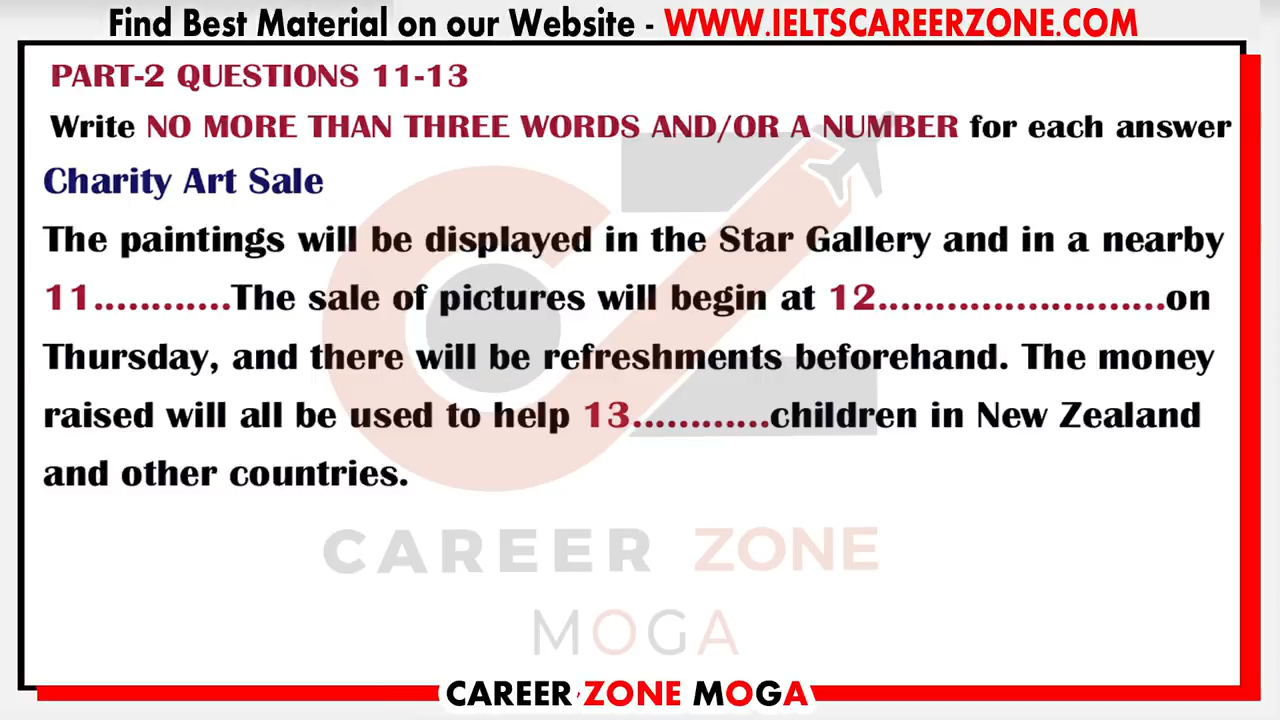 Find Best Material on our Website - WWW.IELTSCAREERZONE.COM
PART-2 QUESTIONS 11-13
Write NO MORE THAN THREE WORDS AND/OR A NUMBER for each answer
Charity Art Sale
The paintings will be displayed in the Star Gallery and in a nearby
11............The sale of pictures will begin at 12.........................on
Thursday, and there will be refreshments beforehand. The money
raised will all be used to help 13............children in New Zealand
and other countries.
CAREER ZONE
MOGA
CAREER ZONE MOGA